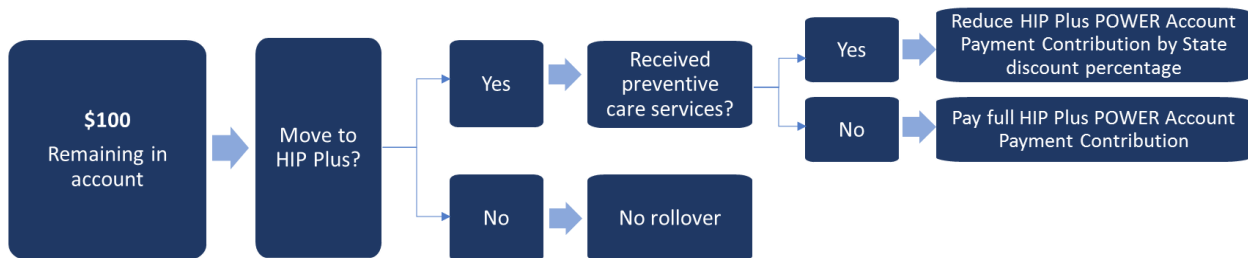 $100
Remaining in
account
Move to
HIP Plus?
Yes
Received
preventive
care services?
Yes
Reduce HIP Plus POWER Account
Payment Contribution by State
discount percentage
No
Pay full HIP Plus POWER Account
Payment Contribution
No
No rollover